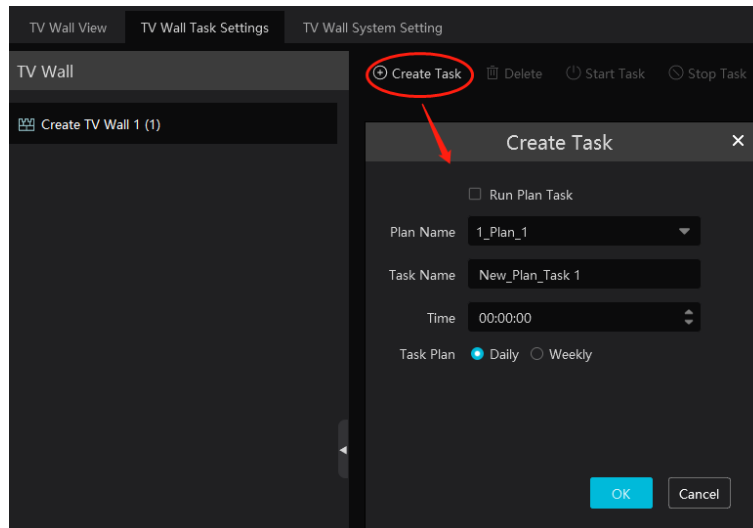 TV Wall View TV Wall Task Settings TV Wall System Setting
TV Wall
Create Task Delete Start Task Stop Task
Create TV Wall 1 (1)
Create Task
Run Plan Task
Plan Name 1_Plan_1
Task Name New_Plan_Task 1
Time 00:00:00
Task Plan Daily Weekly
OK Cancel